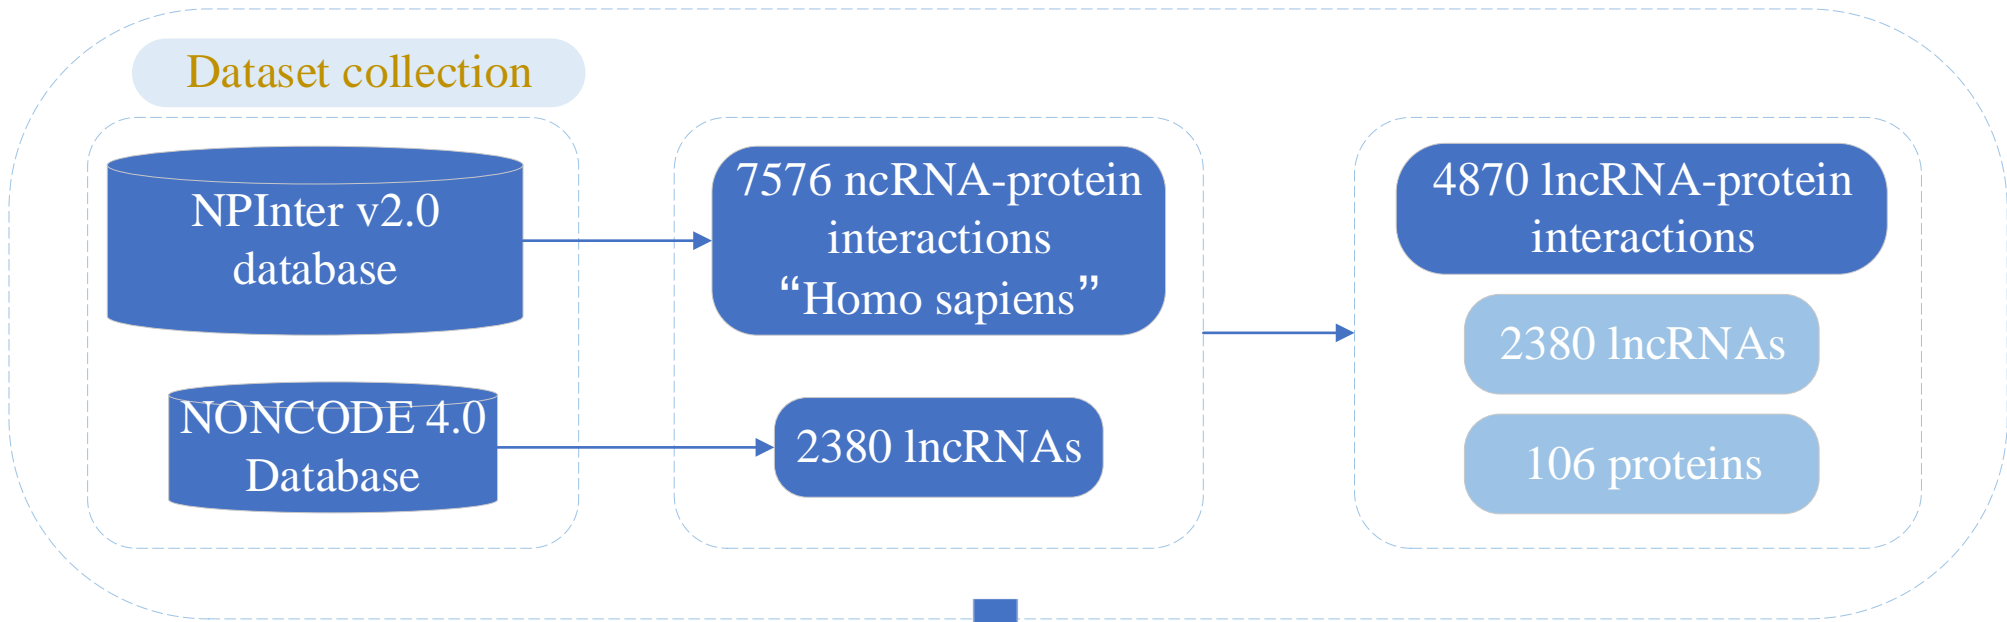 Dataset collection
NPInter v2.0
database
NONCODE 4.0
Database
7576 ncRNA-protein
interactions
“Homo sapiens”
2380 lncRNAs
4870 lncRNA-protein
interactions
2380 lncRNAs
106 proteins